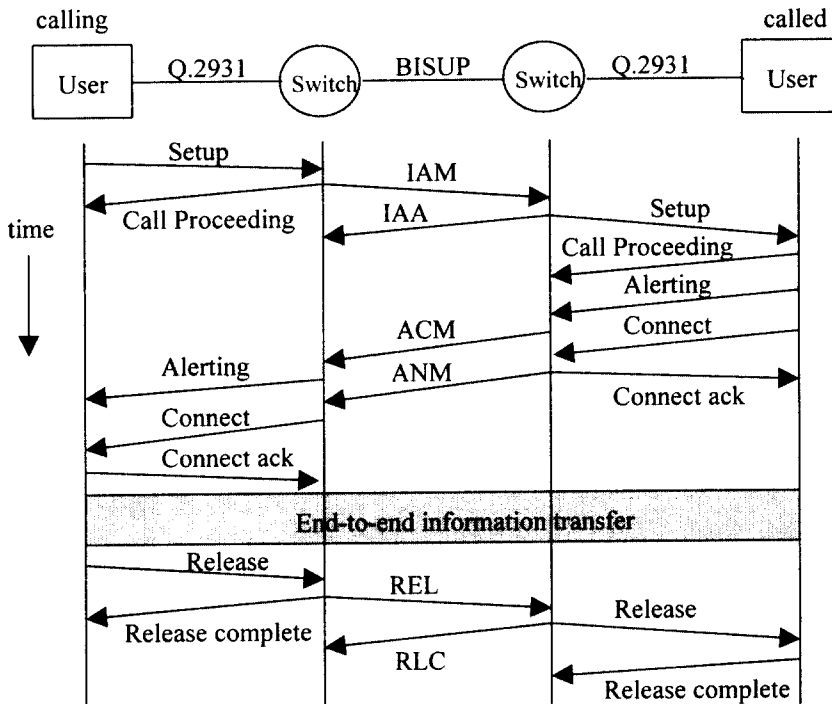 calling
called
User
Q.2931
Switch
BISUP
Switch
Q.2931
User
Setup
IAM
Call Proceeding
IAA
Setup
time
Call Proceeding
Alerting
ACM
Connect
Alerting
ANM
Connect ack
Connect
Connect ack
End-to-end information transfer
Release
REL
Release
Release complete
RLC
Release complete